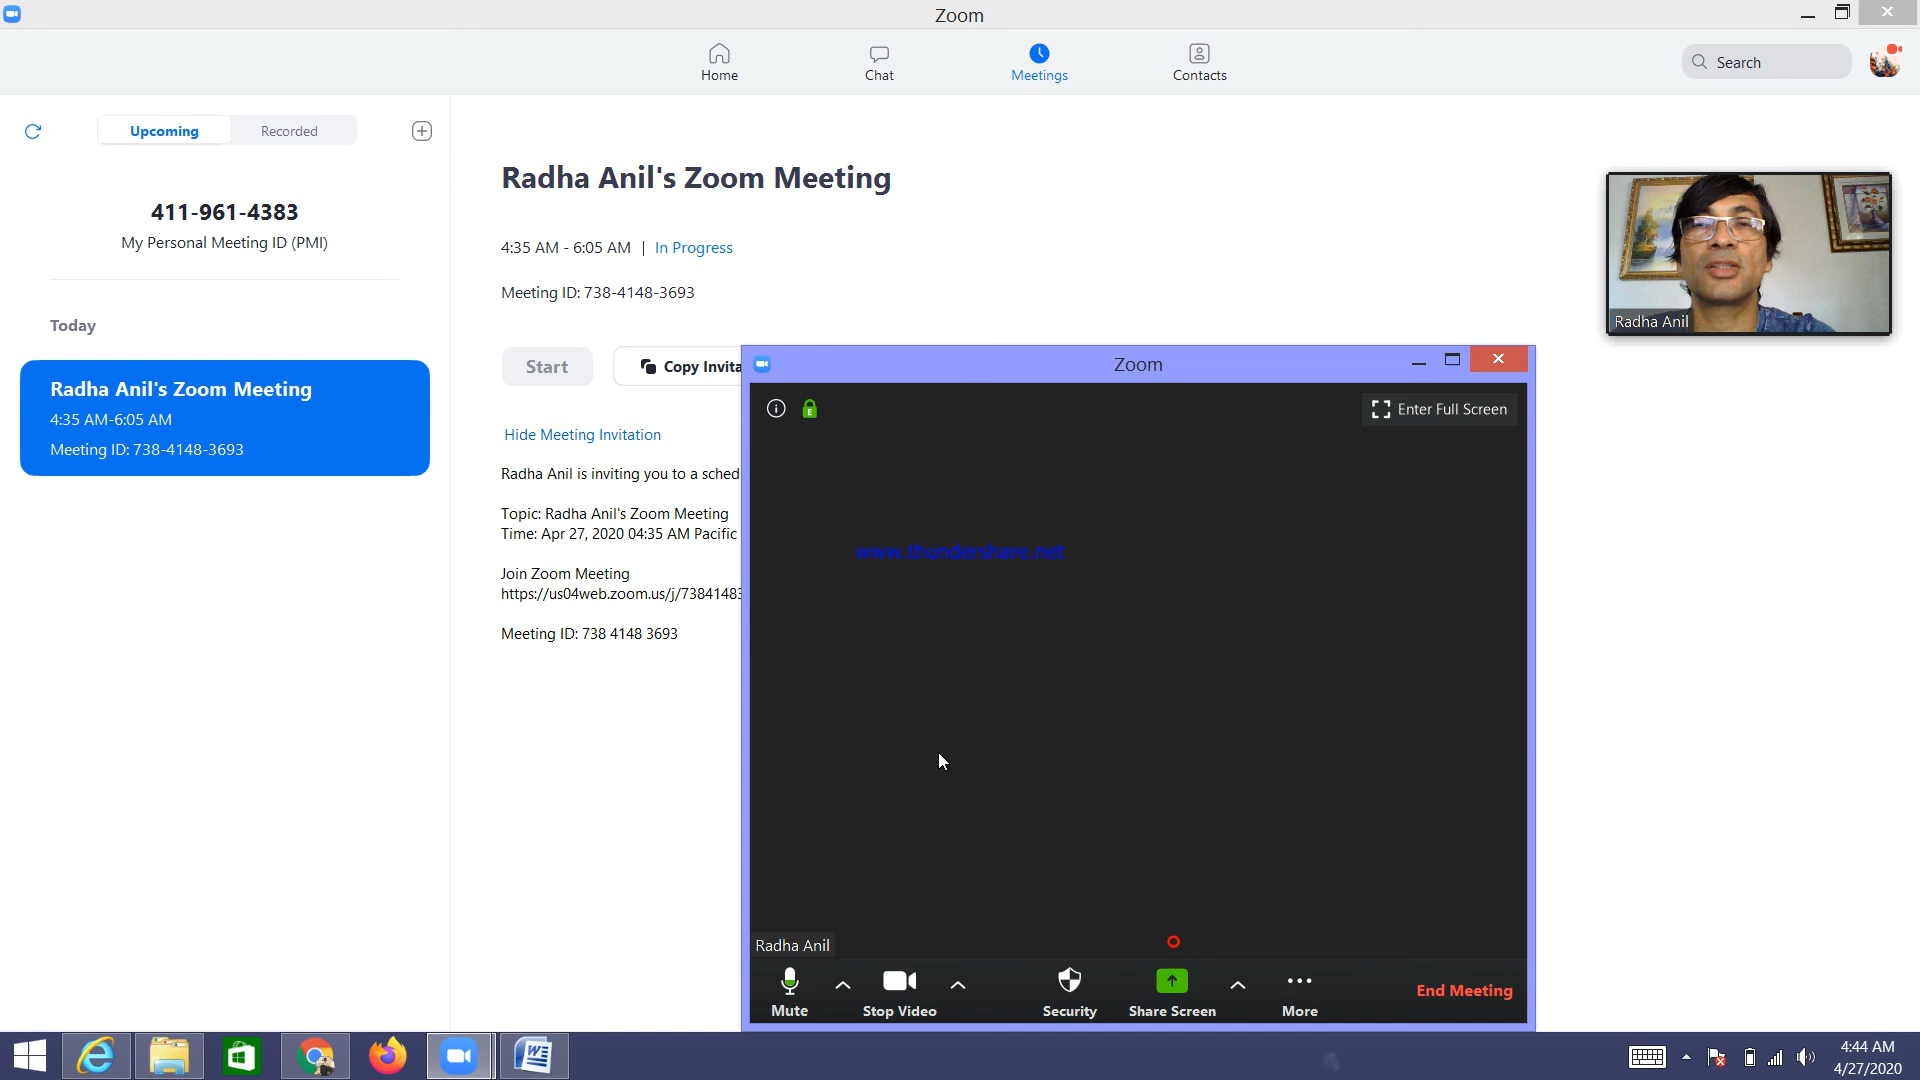 Zoom
Home
Chat
Meetings
Contacts
Search
Upcoming
Recorded
411-961-4383
My Personal Meeting ID (PMI)
Today
Radha Anil's Zoom Meeting
4:35 AM-6:05 AM
Meeting ID: 738-4148-3693
Radha Anil's Zoom Meeting
4:35 AM - 6:05 AM | In Progress
Meeting ID: 738-4148-3693
Start
Copy Invita
Hide Meeting Invitation
Radha Anil is inviting you to a sched
Topic: Radha Anil's Zoom Meeting
Time: Apr 27, 2020 04:35 AM Pacific
Join Zoom Meeting
https://us04web.zoom.us/j/7384148
Meeting ID: 738 4148 3693
Radha Anil
Zoom
E
Enter Full Screen
www.thundershare.net
Radha Anil
Mute
Stop Video
Security
Share Screen
More
End Meeting
4:44 AM
4/27/2020